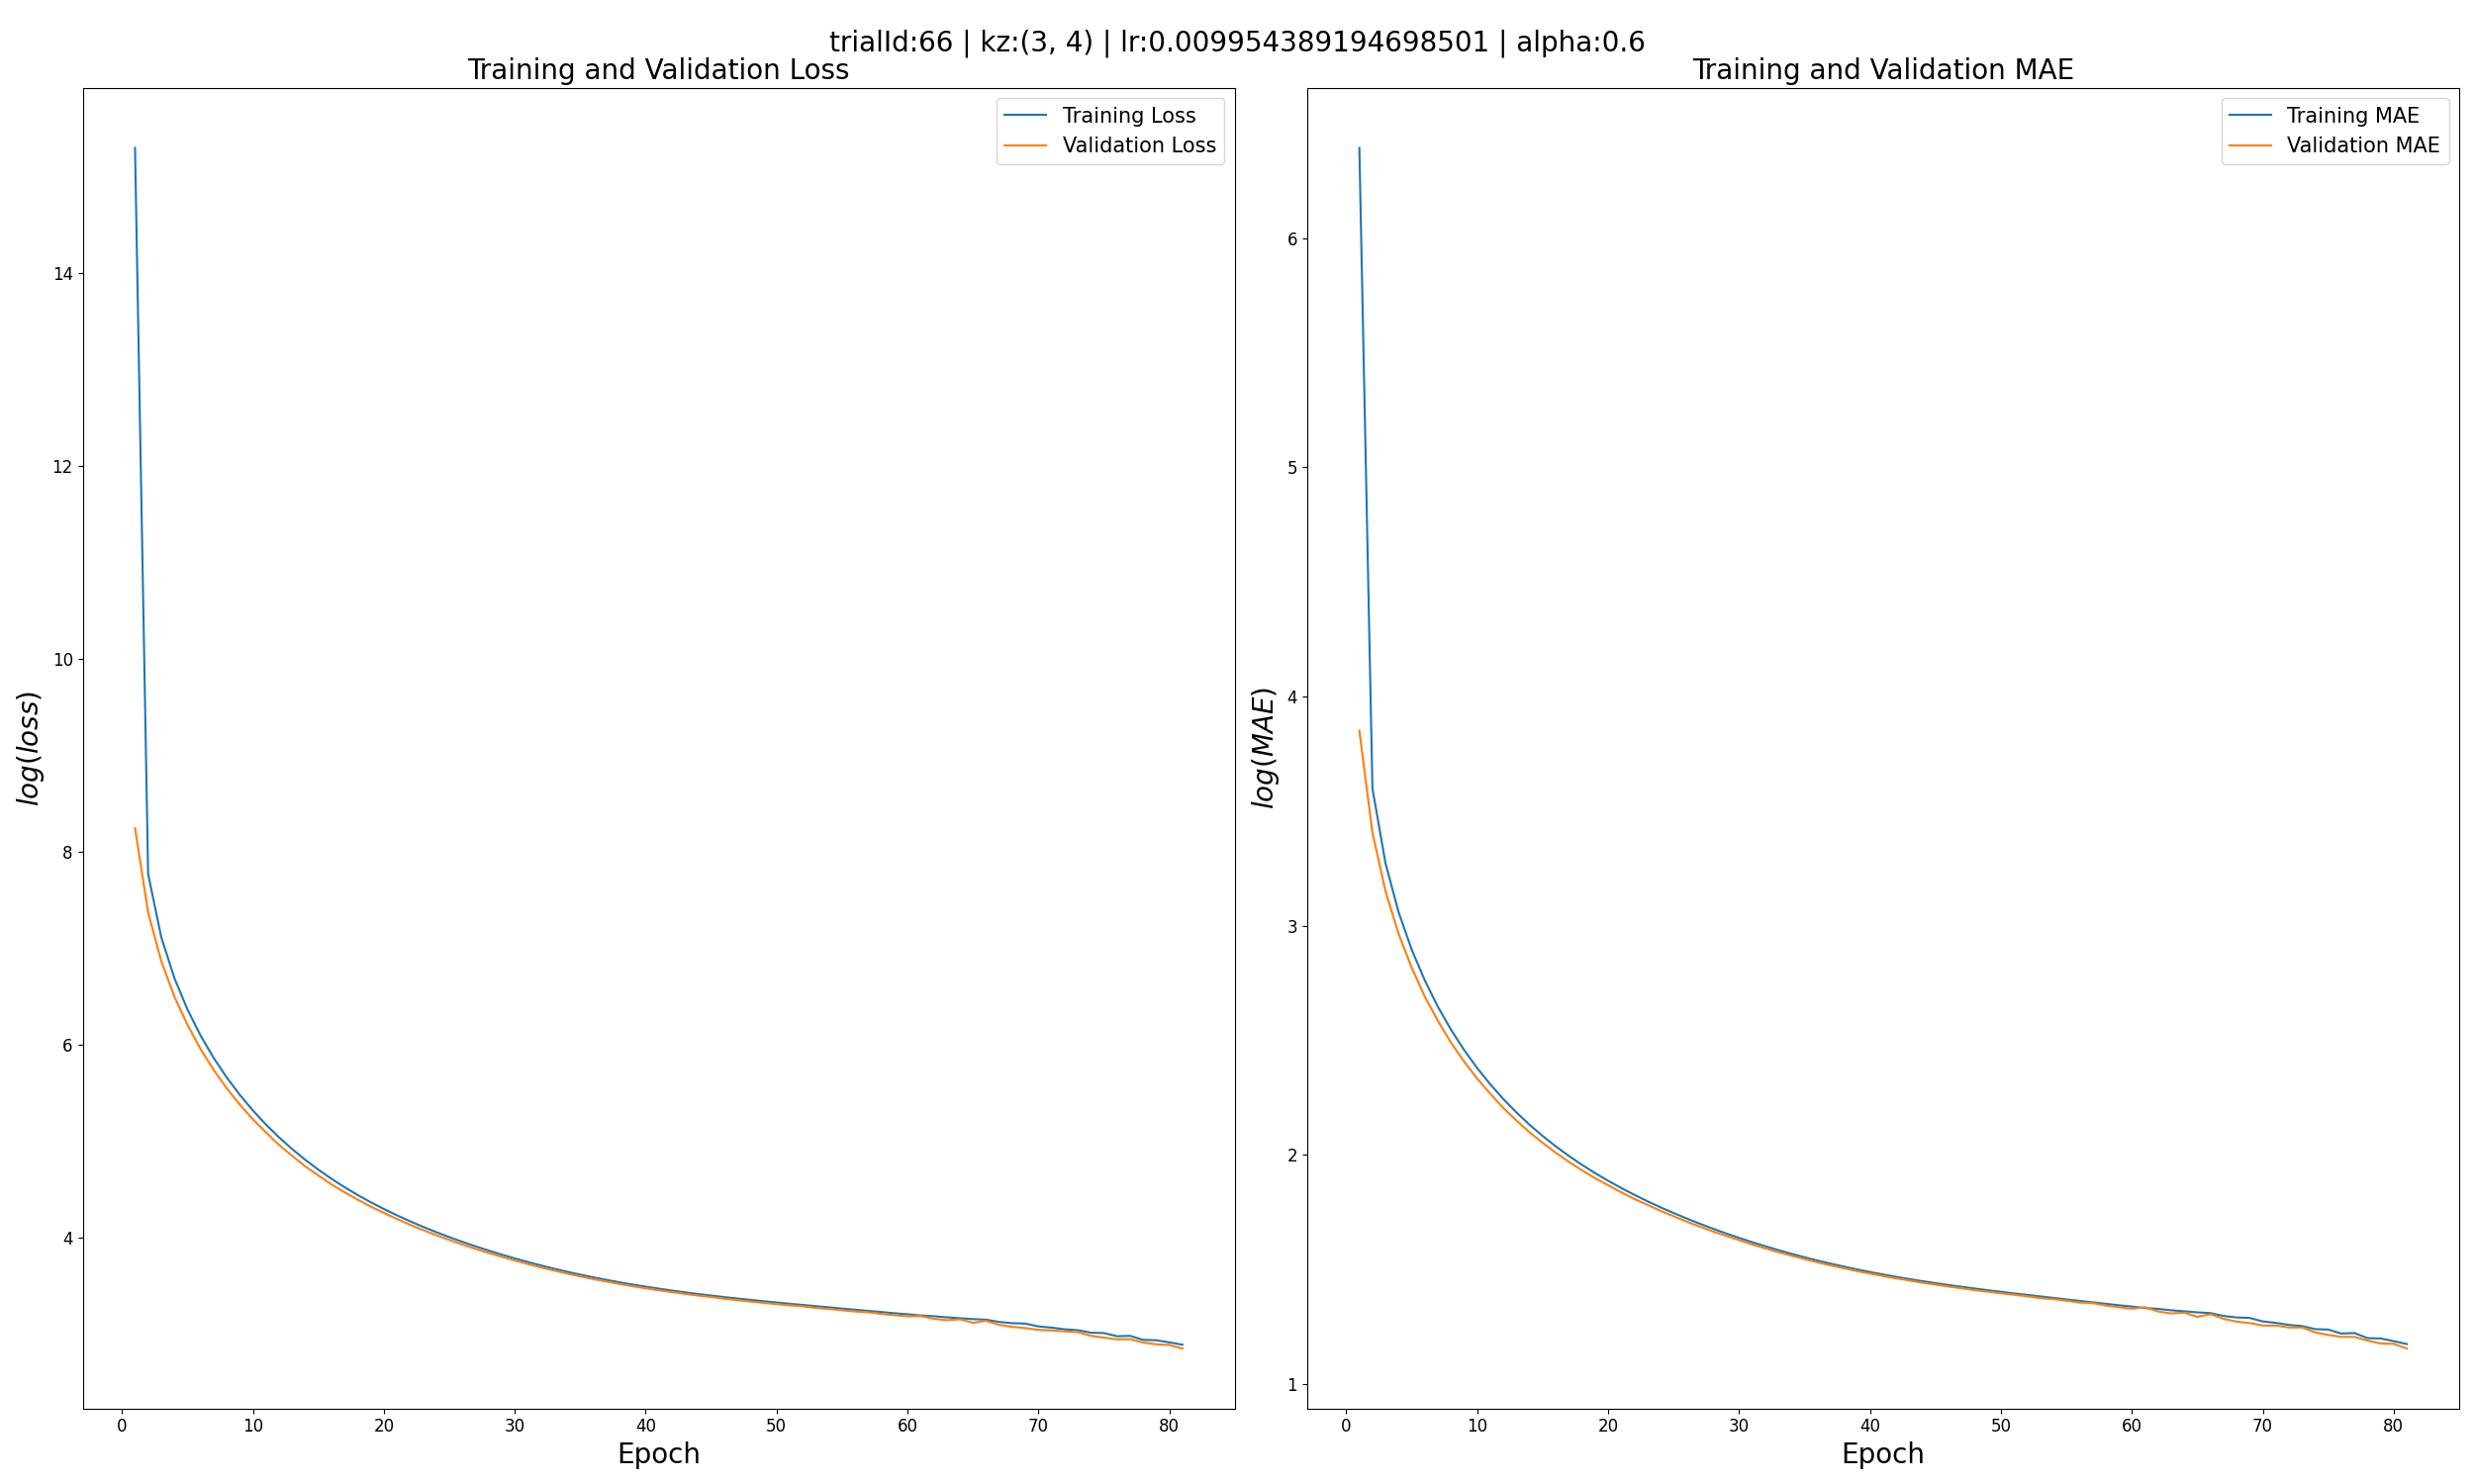 trialId:66 | kz:(3, 4) | lr:0.009954389194698501 | alpha:0.6
Training and Validation Loss
Training Loss
Validation Loss
14
12
10
8
6
4
log(loss)
0 10 20 30 40 50 60 70 80
Epoch
Training and Validation MAE
Training MAE
Validation MAE
6
5
4
3
2
1
log(MAE)
0 10 20 30 40 50 60 70 80
Epoch